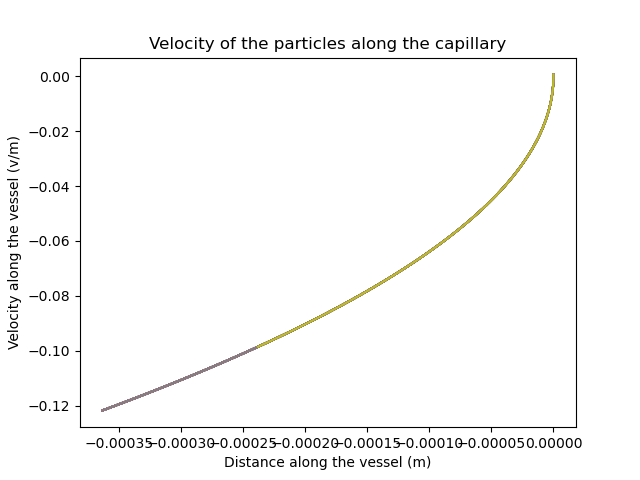 Velocity of the particles along the capillary
0.00
−0.02
−0.04
−0.06
−0.08
−0.10
−0.12
Velocity along the vessel (v/m)
−0.00035 −0.00030 −0.00025 −0.00020 −0.00015 −0.00010 −0.00005 0.00000
Distance along the vessel (m)